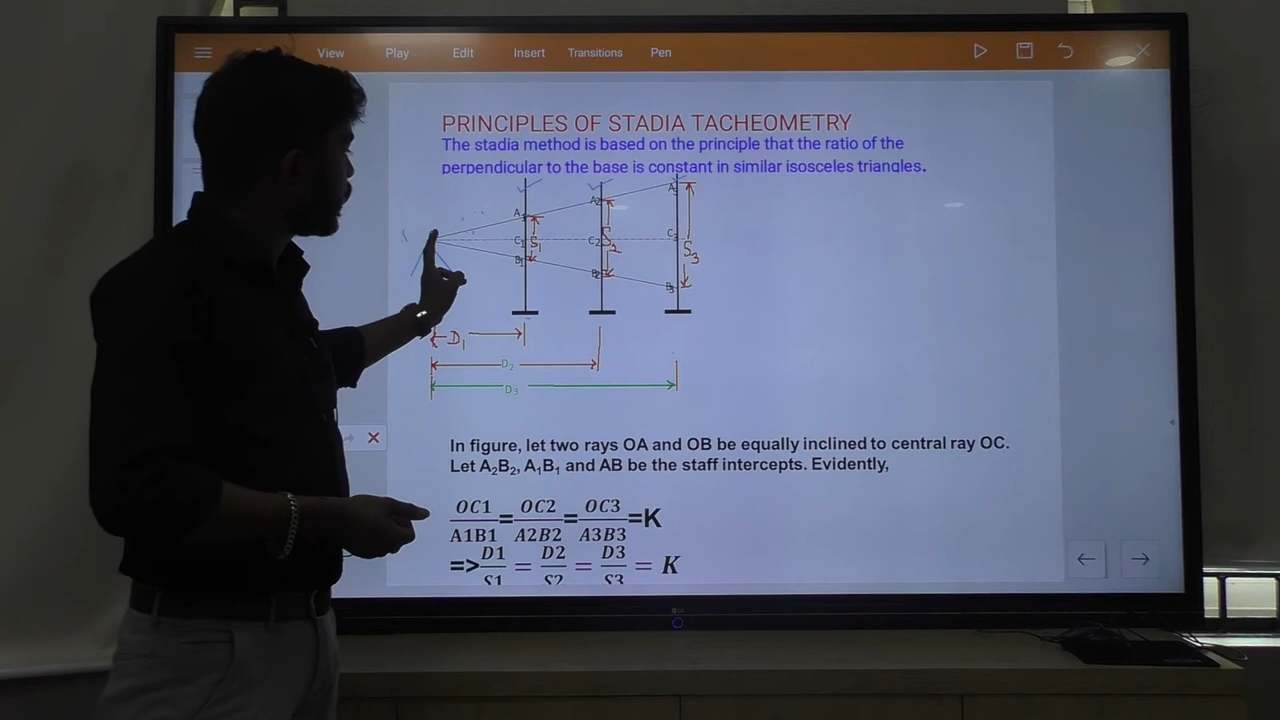 View Play Edit Insert Transitions Pen
PRINCIPLES OF STADIA TACHEOMETRY
The stadia method is based on the principle that the ratio of the
perpendicular to the base is constant in similar isosceles triangles.
A1 A2 A3
C1 S1 C2 S2 C3 S3
B1 B2 B3
D1
D2
D3
In figure, let two rays OA and OB be equally inclined to central ray OC.
Let A₂B₂, A₁B₁ and AB be the staff intercepts. Evidently,
OC1/A1B1=OC2/A2B2=OC3/A3B3=K
=>D1/S1 = D2/S2 = D3/S3 = K
LG